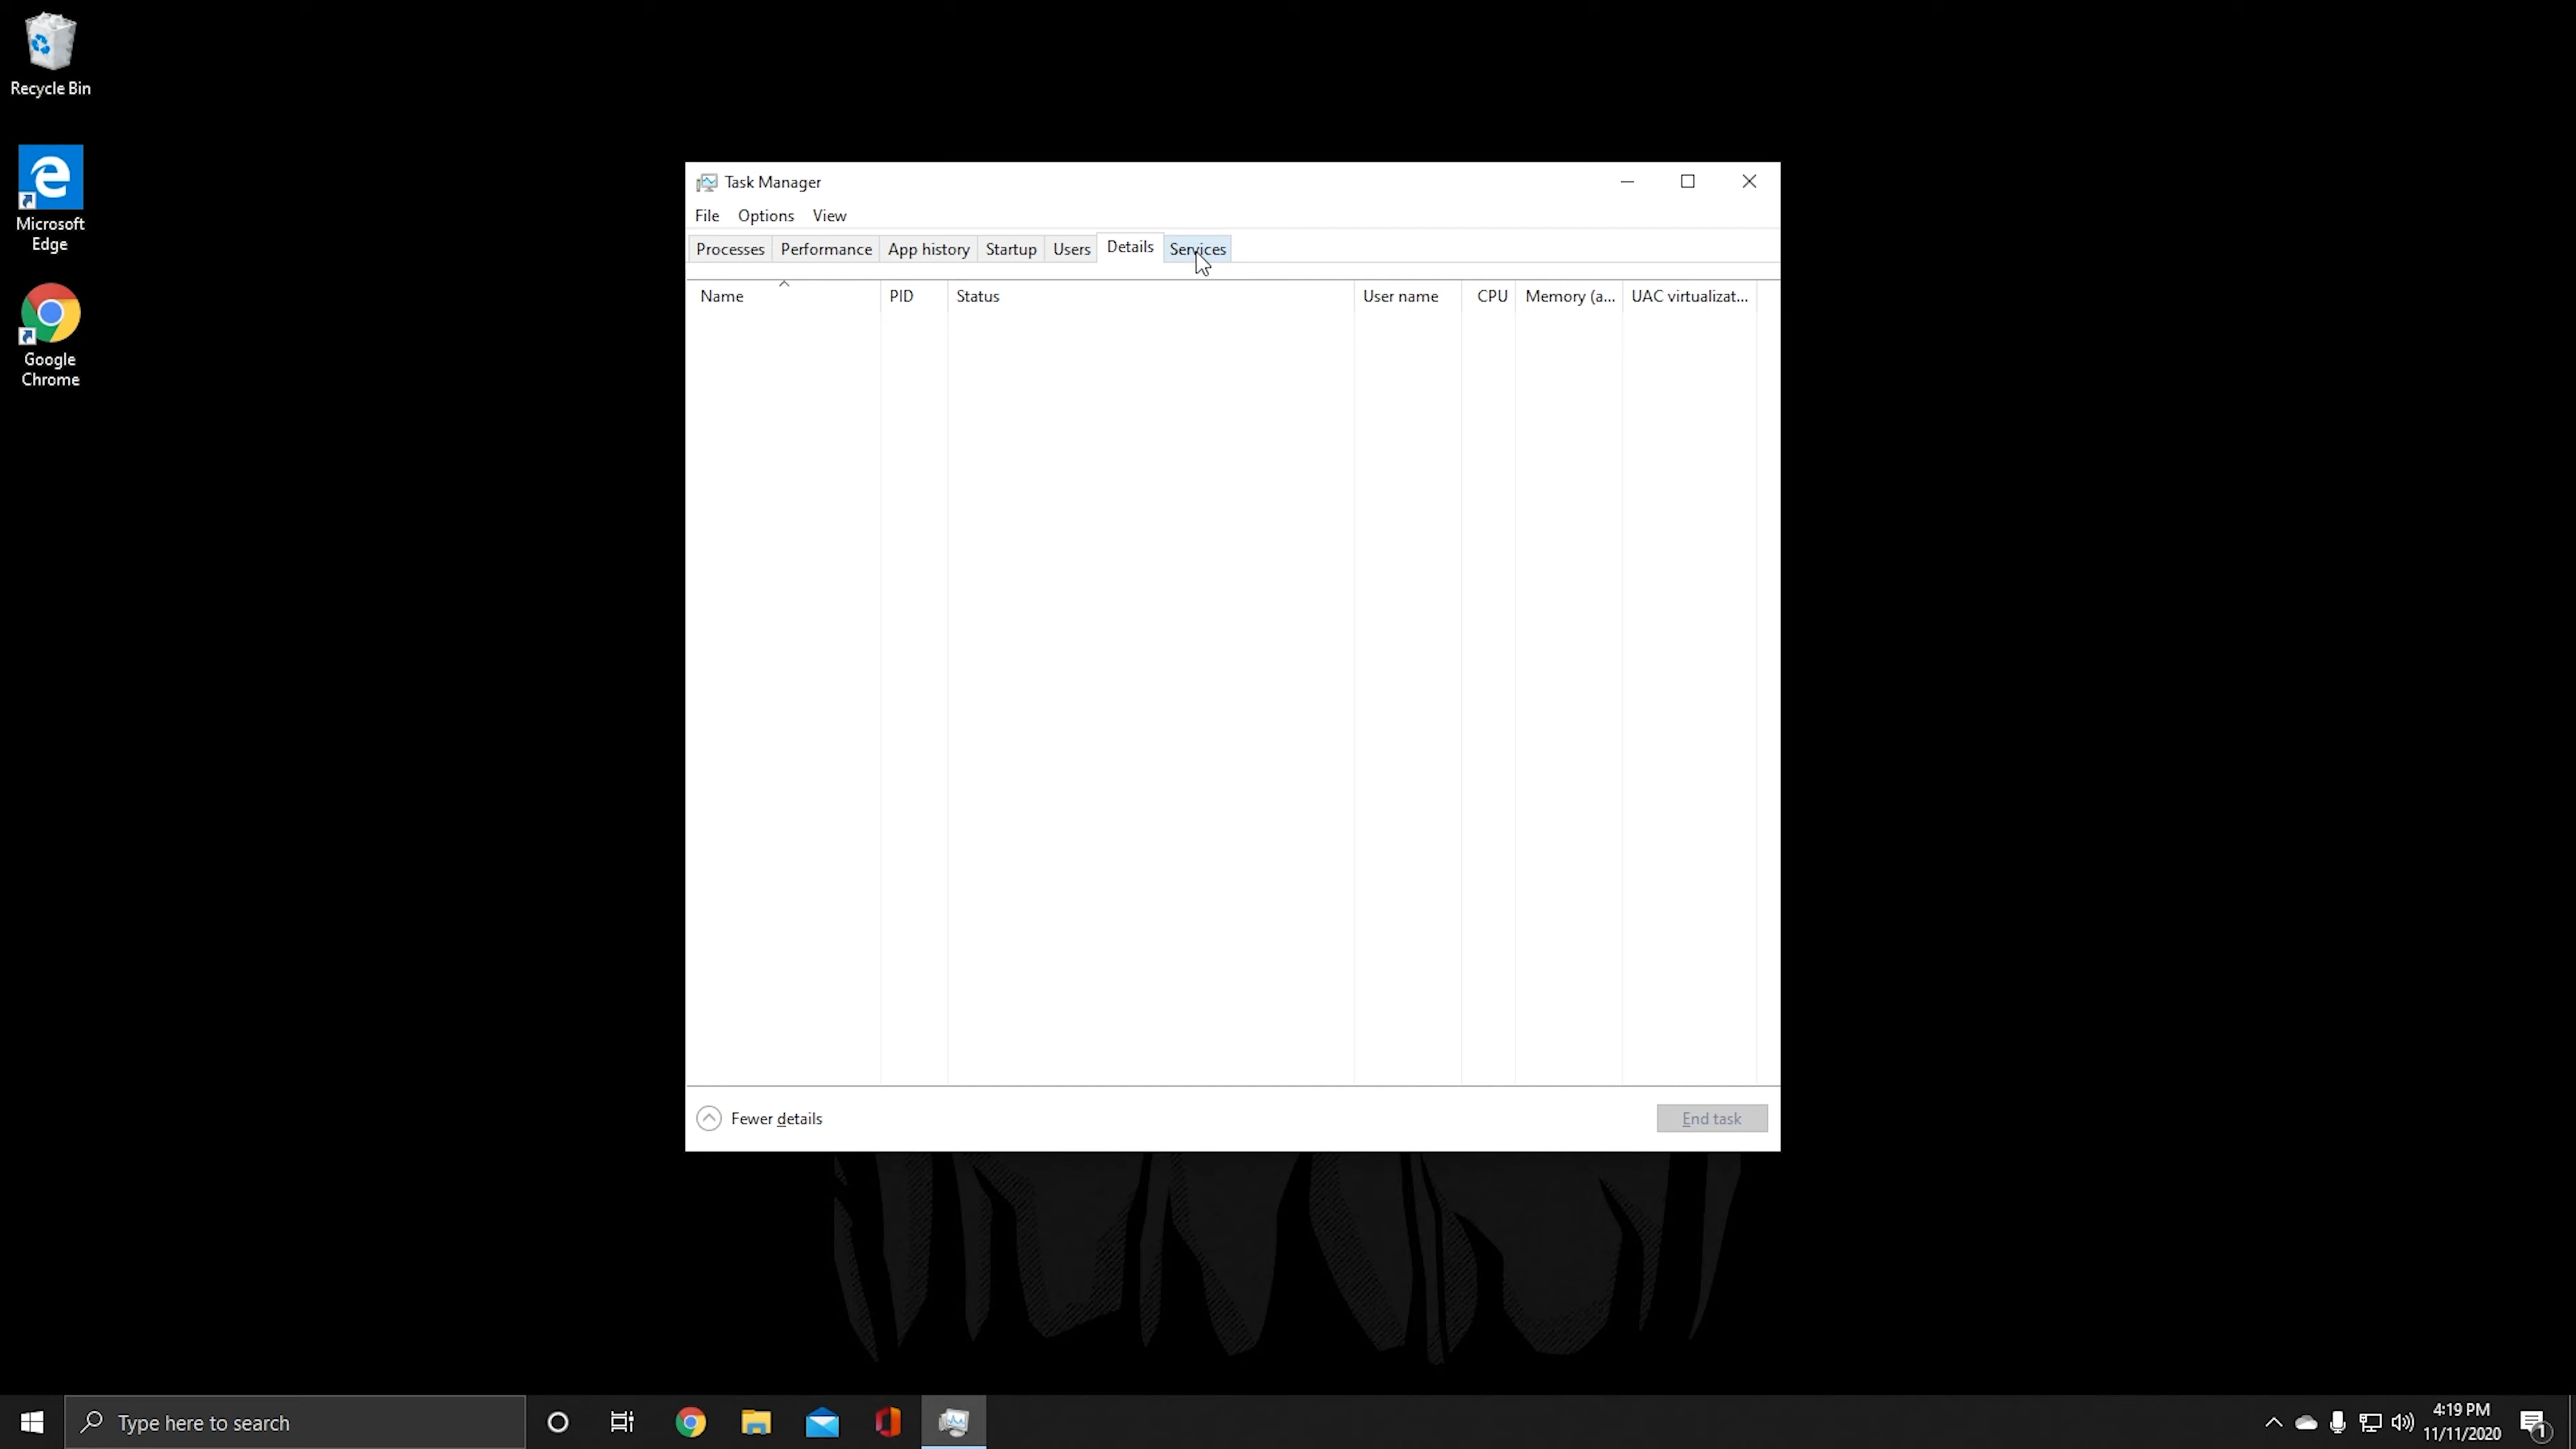 Recycle Bin
Microsoft
Edge
Google
Chrome
Task Manager
File Options View
Processes Performance App history Startup Users Details Services
Name PID Status User name CPU Memory (a... UAC virtualizat...
Fewer details End task
Type here to search
4:19 PM
11/11/2020
1